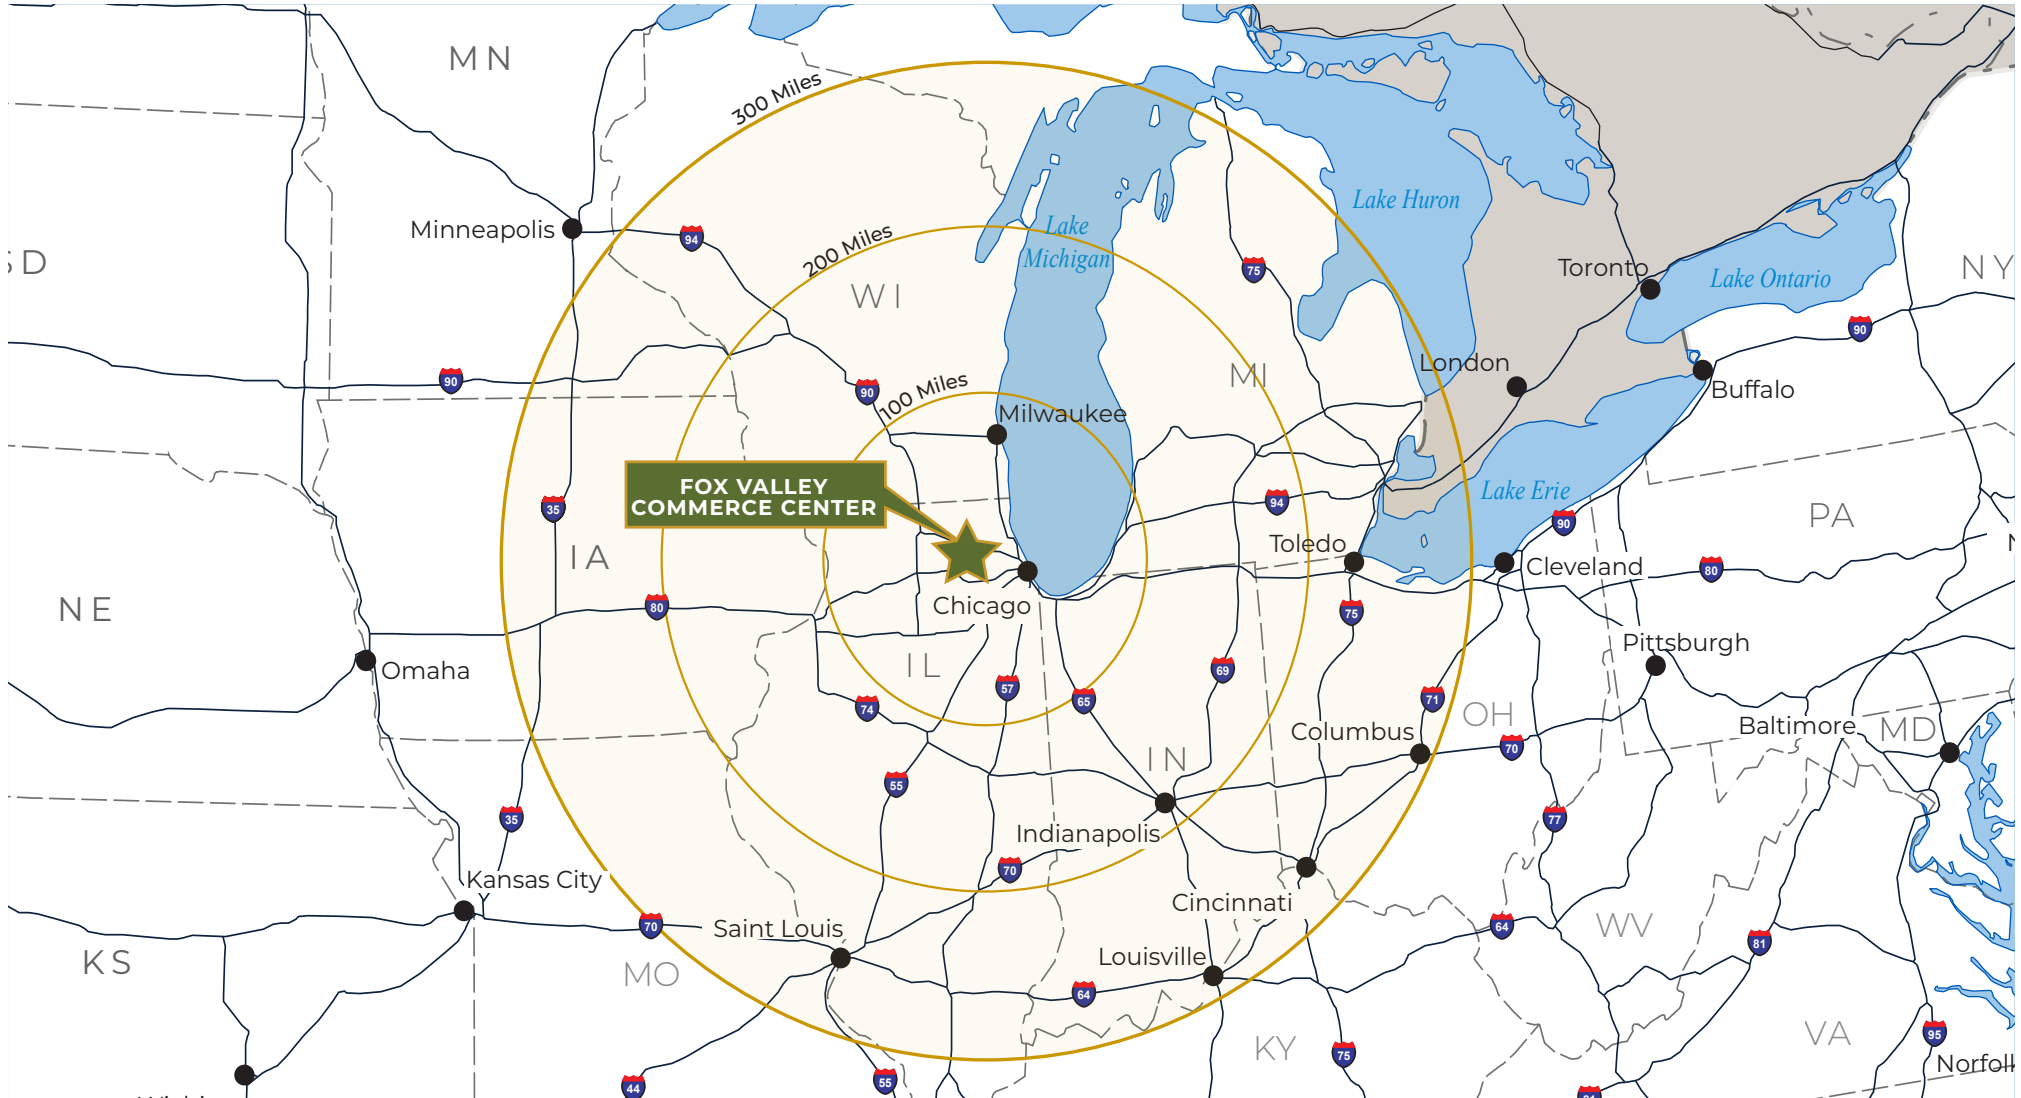 MN
300 Miles
Minneapolis
94
200 Miles
Lake
Michigan
Lake Huron
75
Toronto
Lake Ontario
NY
SD
WI
90
90
90
100 Miles
Milwaukee
MI
London
Buffalo
FOX VALLEY
COMMERCE CENTER
35
IA
94
Lake Erie
90
PA
Toledo
Cleveland
80
NE
80
Chicago
75
Omaha
IL
57
65
69
71
Pittsburgh
74
OH
Columbus
70
Baltimore
MD
IN
55
35
Indianapolis
77
70
Kansas City
Cincinnati
70
Saint Louis
64
WV
81
KS
MO
Louisville
64
KY
75
VA
95
Norfolk
44
55